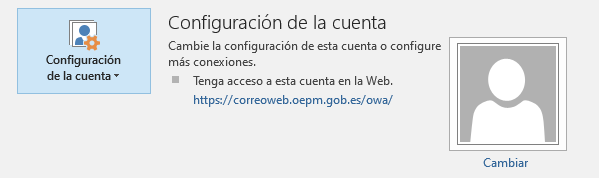 Configuración
de la cuenta
Configuración de la cuenta
Cambie la configuración de esta cuenta o configure
más conexiones.
Tenga acceso a esta cuenta en la Web.
https://correoweb.oepm.gob.es/owa/
Cambiar